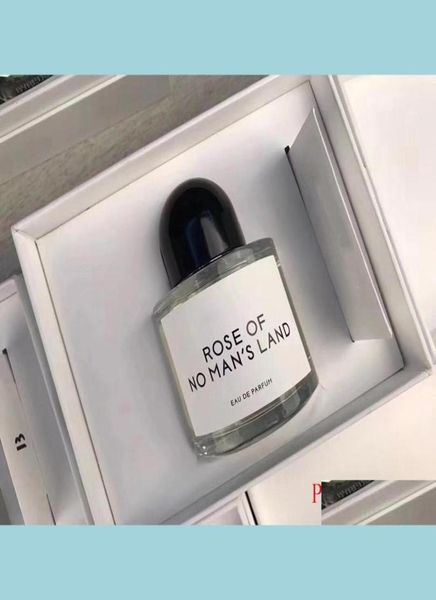 ROSE OF
NO MAN'S LAND
EAU DE PARFUM
B
P